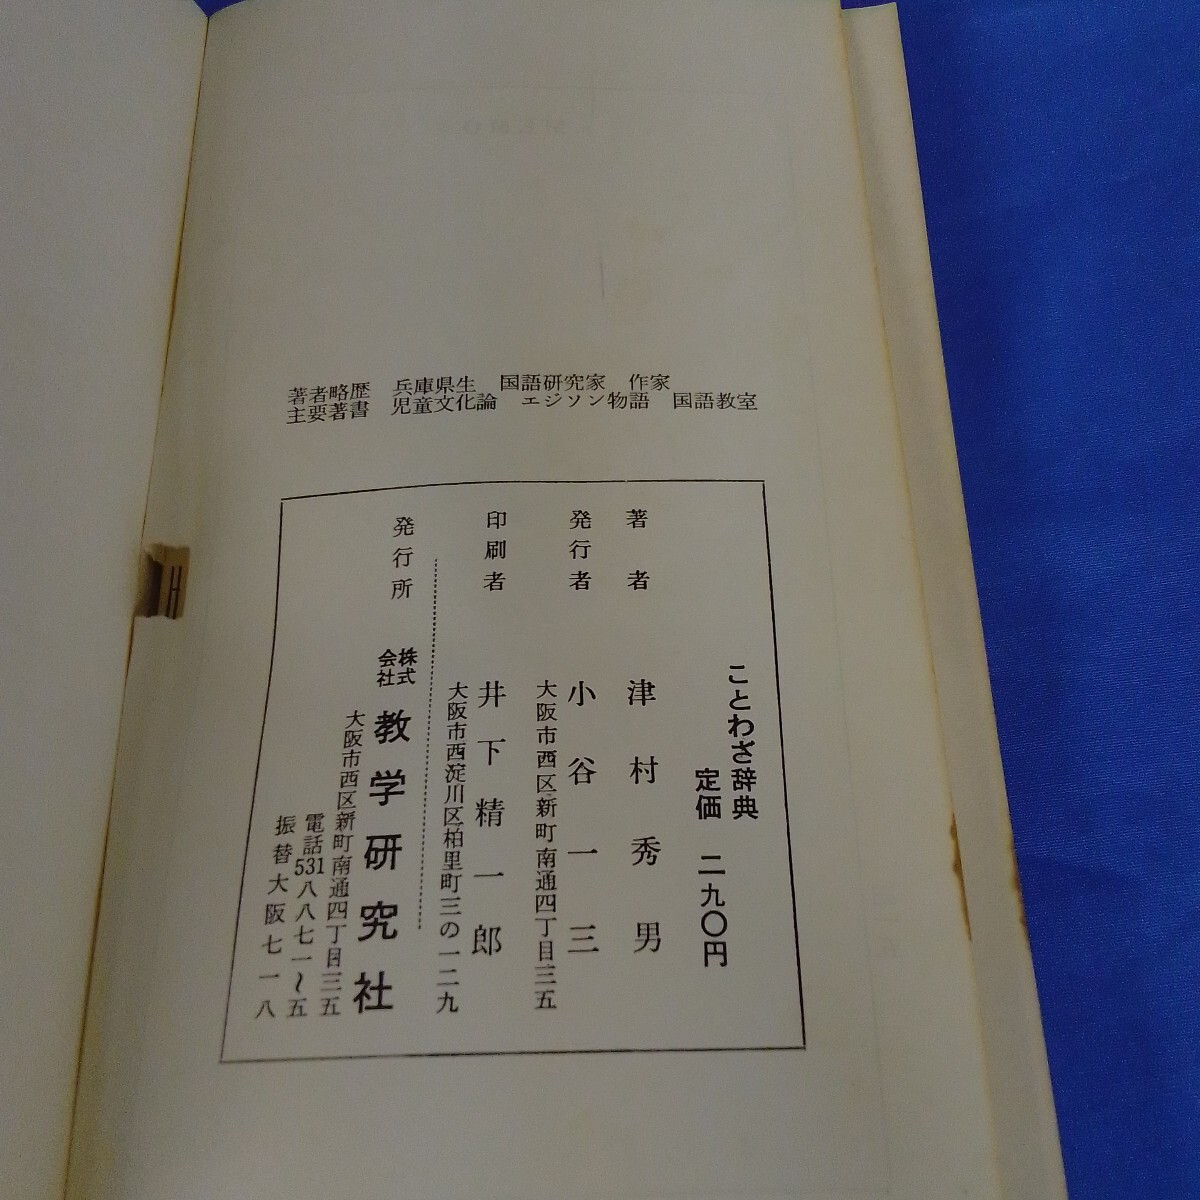 著者略歴　兵庫県生　国語研究家　作家
主要著書　児童文化論　エジソン物語　国語教室
ことわざ辞典
定価　二九〇円
著者　津村秀男
発行者　小谷一三
大阪市西区新町南通四丁目三五
印刷者　井下精一郎
大阪市西淀川区柏里町三の一二九
発行所　株式会社　教学研究社
大阪市西区新町南通四丁目三五
電話531八八七一～五
振替大阪七一八